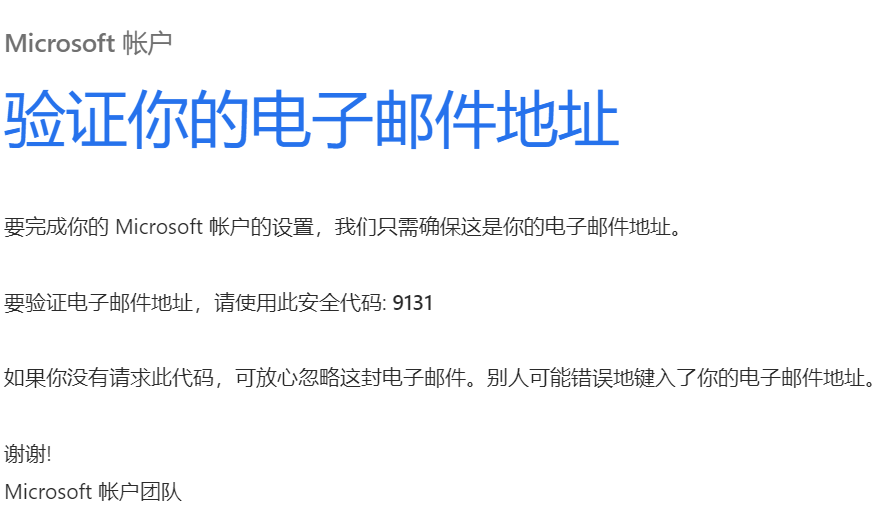 Microsoft 帐户
验证你的电子邮件地址
要完成你的 Microsoft 帐户的设置，我们只需确保这是你的电子邮件地址。
要验证电子邮件地址，请使用此安全代码: 9131
如果你没有请求此代码，可放心忽略这封电子邮件。别人可能错误地键入了你的电子邮件地址。
谢谢!
Microsoft 帐户团队